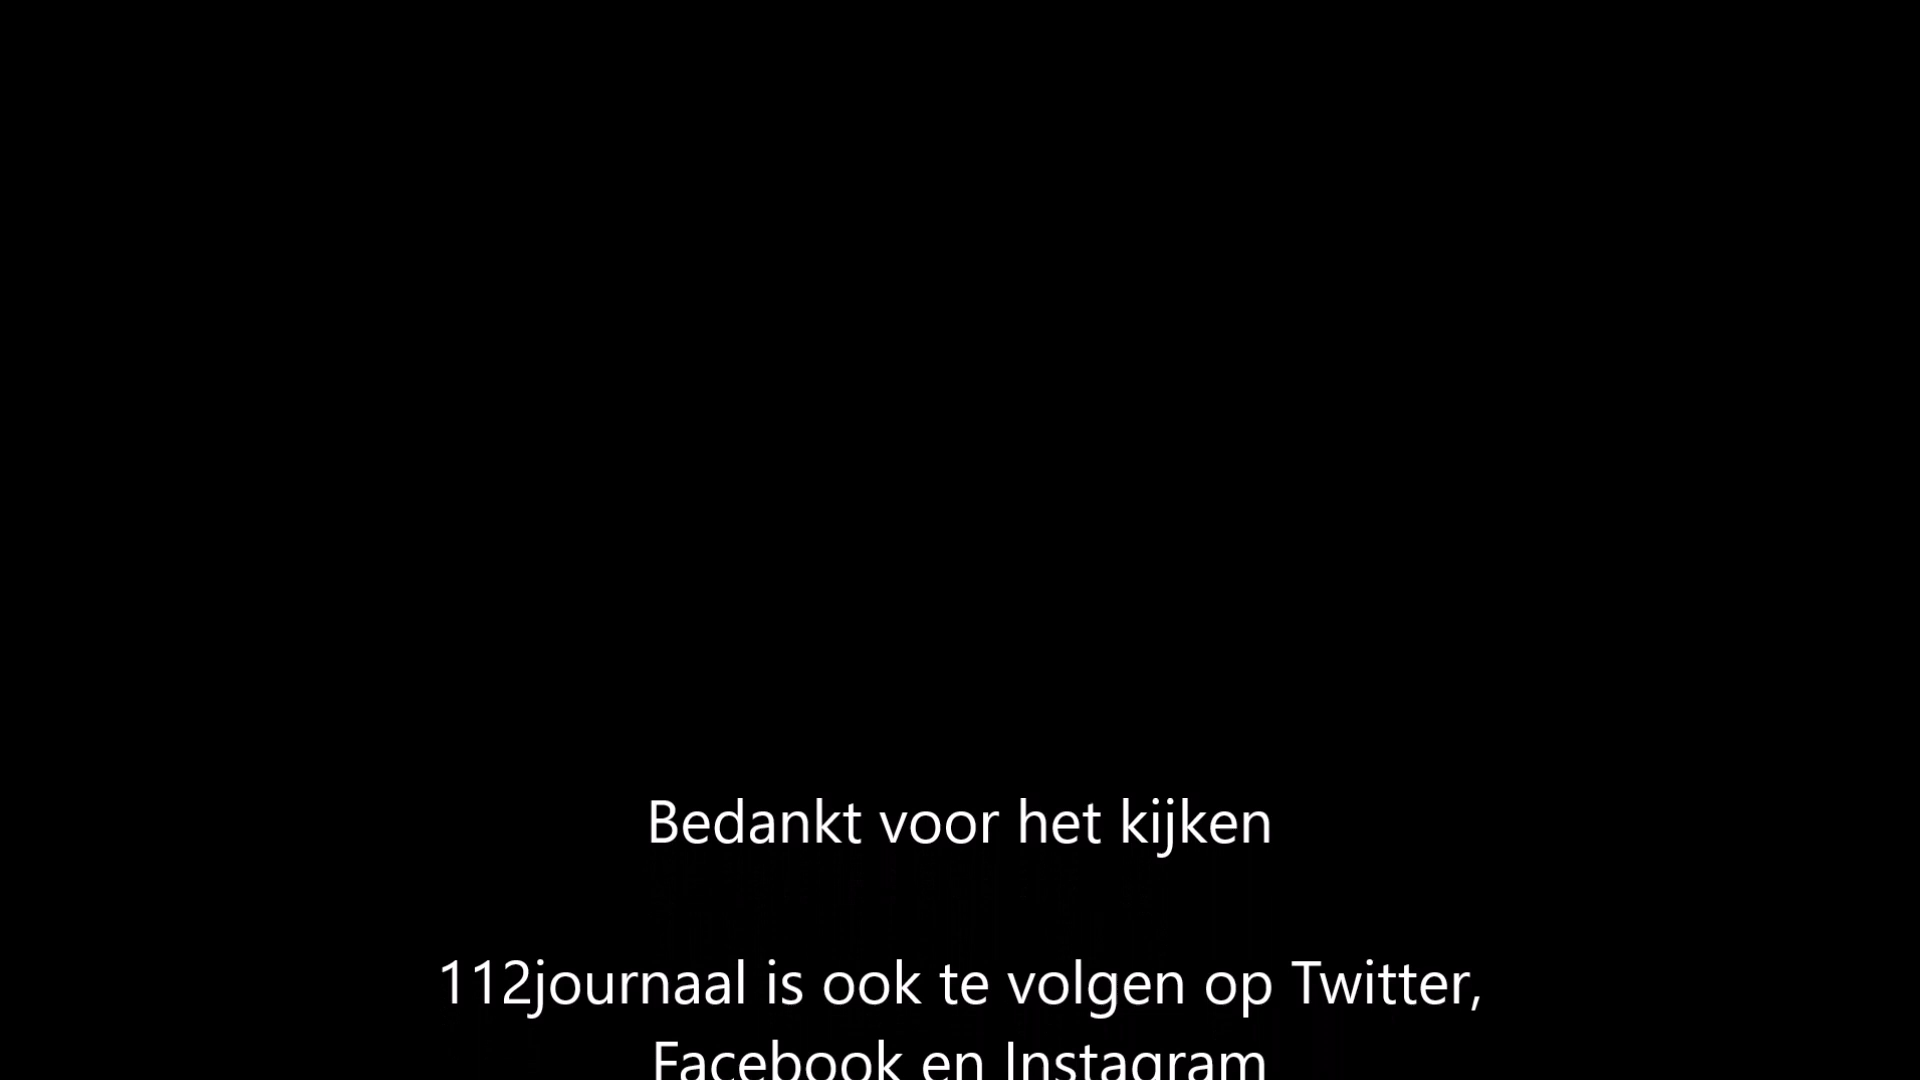 Bedankt voor het kijken
112journaal is ook te volgen op Twitter,
Facebook en Instagram